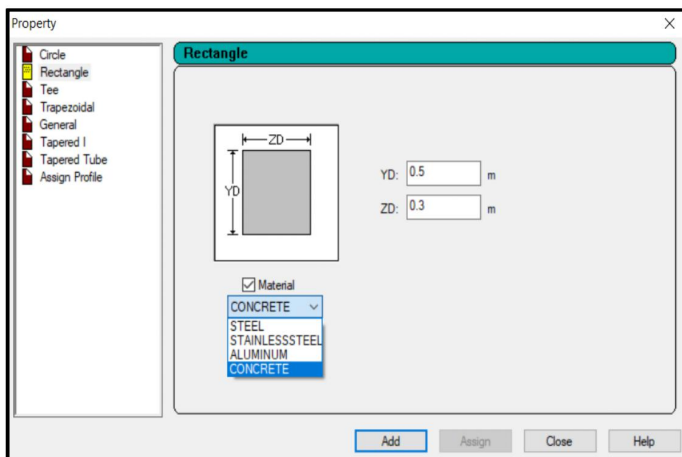 Property
Circle
Rectangle
Tee
Trapezoidal
General
Tapered I
Tapered Tube
Assign Profile
Rectangle
ZD
YD
YD: 0.5 m
ZD: 0.3 m
Material
CONCRETE
STEEL
STAINLESSSTEEL
ALUMINUM
CONCRETE
Add Assign Close Help